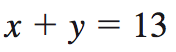 x + y = 13